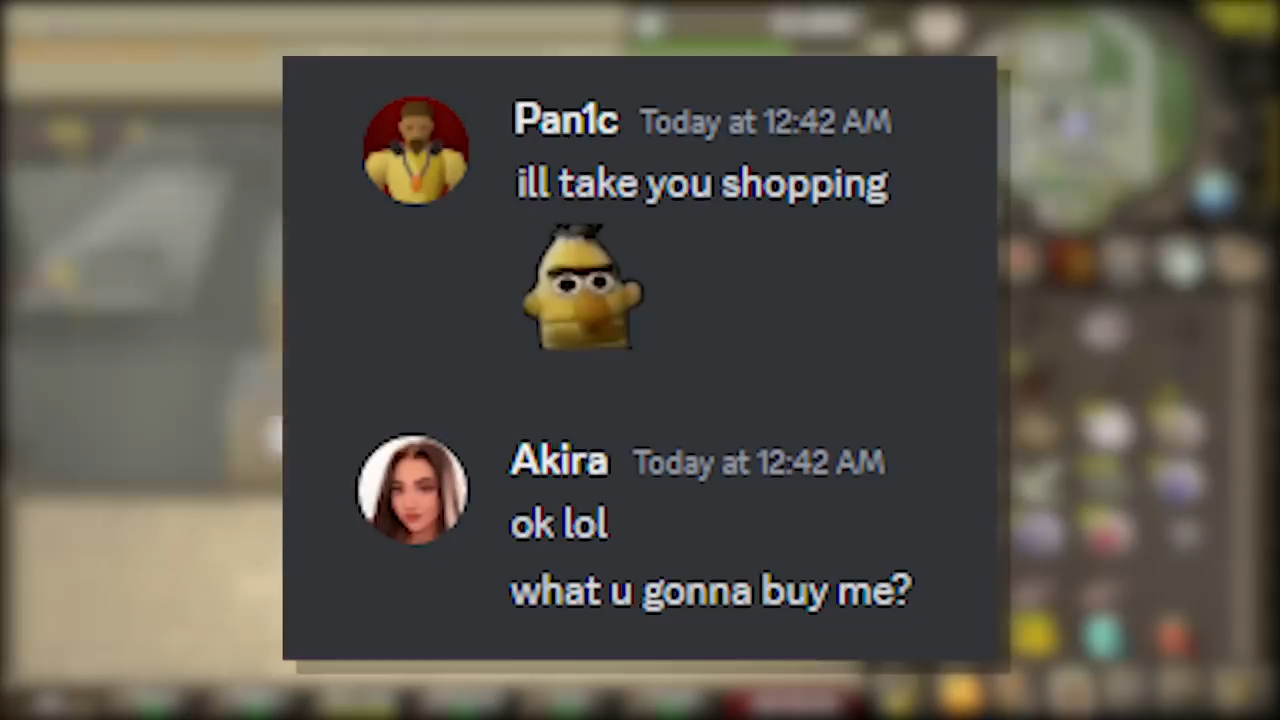 Pan1c Today at 12:42 AM
ill take you shopping
Akira Today at 12:42 AM
ok lol
what u gonna buy me?